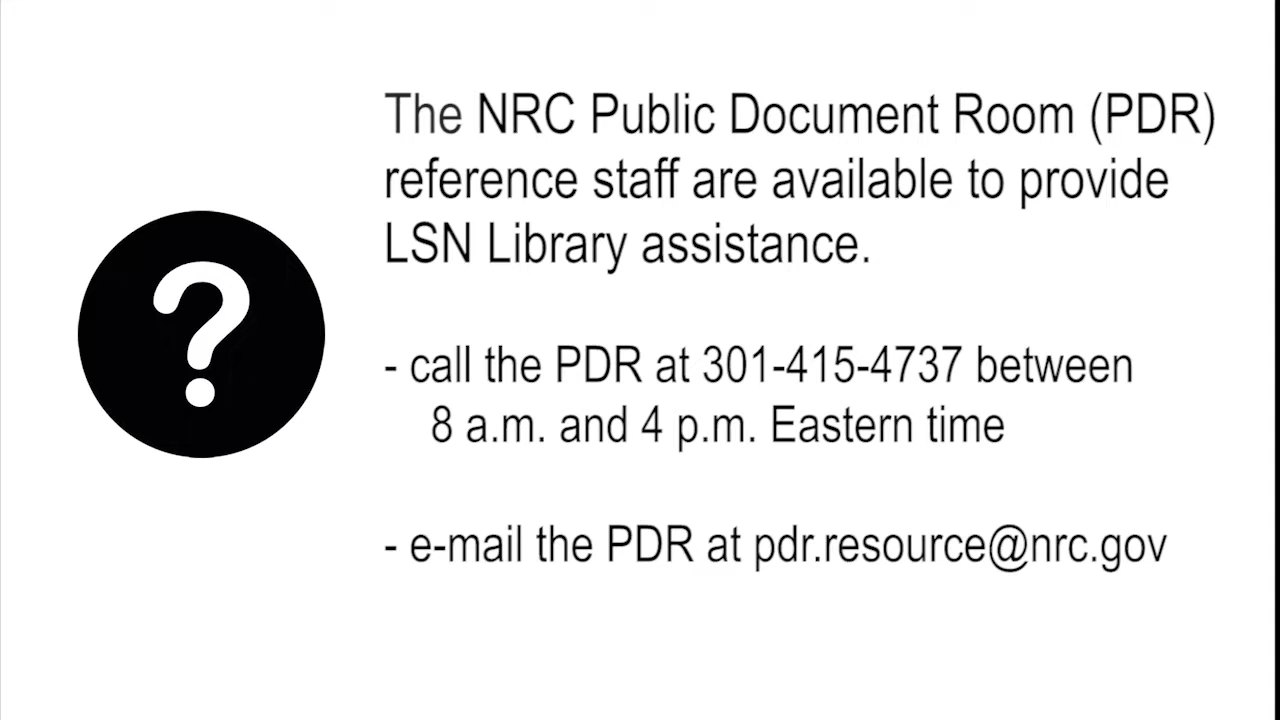 The NRC Public Document Room (PDR)
reference staff are available to provide
LSN Library assistance.
- call the PDR at 301-415-4737 between
8 a.m. and 4 p.m. Eastern time
- e-mail the PDR at pdr.resource@nrc.gov